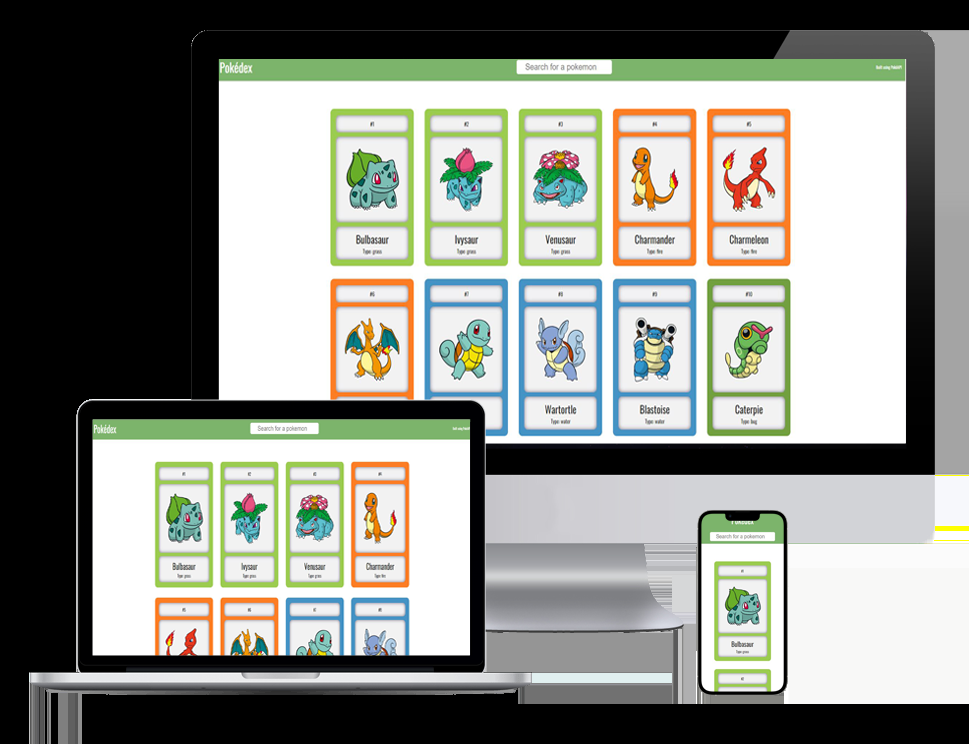 Pokédex
Search for a pokemon
Built using PokéAPI
#1
#2
#3
#4
#5
Bulbasaur
Type: grass
Ivysaur
Type: grass
Venusaur
Type: grass
Charmander
Type: fire
Charmeleon
Type: fire
#6
#7
#8
#9
#10
Wartortle
Type: water
Blastoise
Type: water
Caterpie
Type: bug
Pokédex
Search for a pokemon
#1
#2
#3
#4
Bulbasaur
Type: grass
Ivysaur
Type: grass
Venusaur
Type: grass
Charmander
Type: fire
#5
#6
#7
#8
Pokédex
Search for a pokemon
#1
Bulbasaur
Type: grass
#2